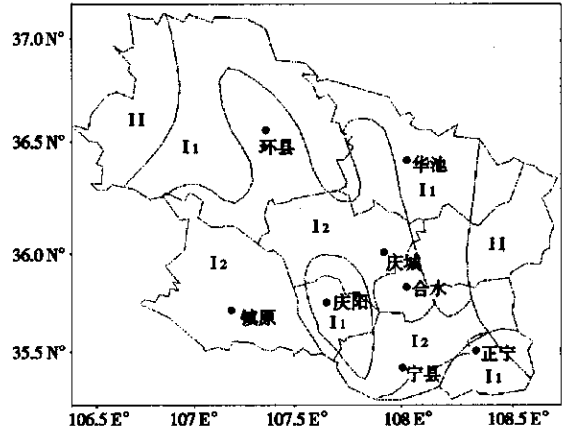 37.0 N°
36.5 N°
36.0 N°
35.5 N°
II
I1
环县
华池
I1
I2
II
I2
庆城
庆阳
合水
I1
镇原
I2
正宁
宁县
I1
106.5 E°
107 E°
107.5 E°
108 E°
108.5 E°